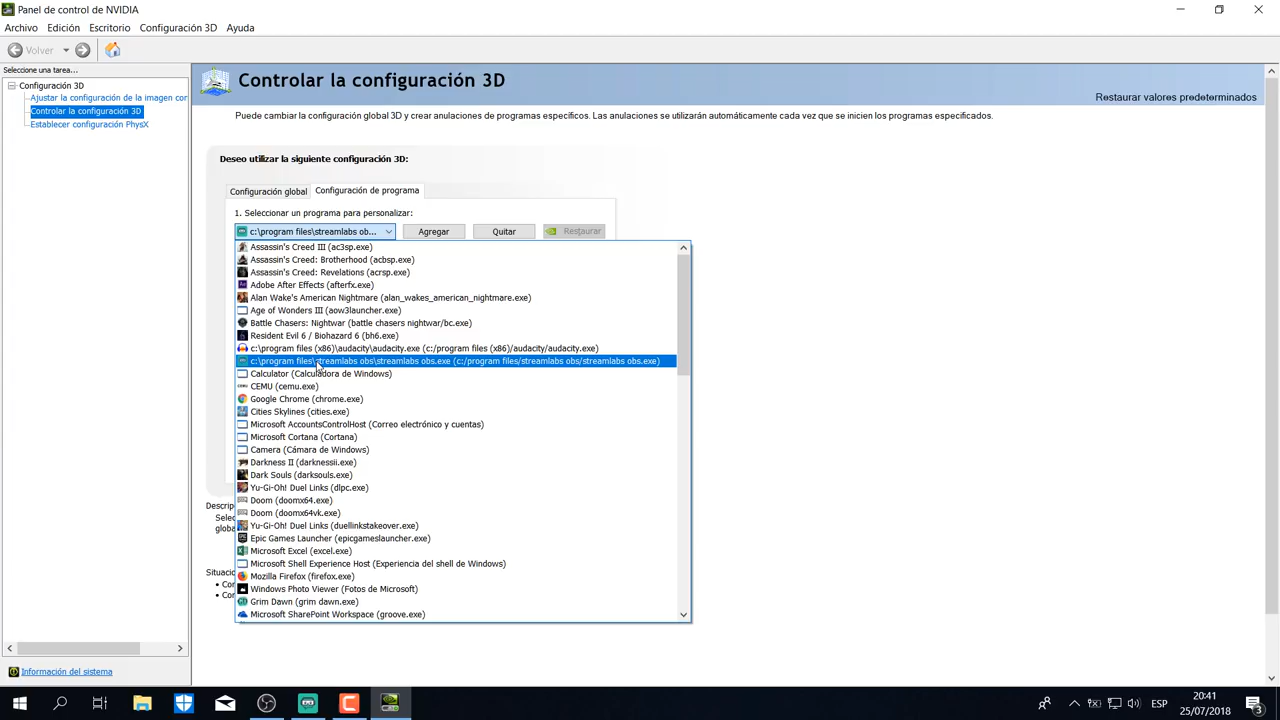 Panel de control de NVIDIA
Archivo Edición Escritorio Configuración 3D Ayuda
Volver
Seleccione una tarea...
Configuración 3D
Ajustar la configuración de la imagen cor
Controlar la configuración 3D
Establecer configuración PhysX
Controlar la configuración 3D
Restaurar valores predeterminados
Puede cambiar la configuración global 3D y crear anulaciones de programas específicos. Las anulaciones se utilizarán automáticamente cada vez que se inicien los programas especificados.
Deseo utilizar la siguiente configuración 3D:
Configuración global Configuración de programa
1. Seleccionar un programa para personalizar:
c:\program files\streamlabs ob... Agregar Quitar Restaurar
Assassin's Creed III (ac3sp.exe)
Assassin's Creed: Brotherhood (acbsp.exe)
Assassin's Creed: Revelations (acrsp.exe)
Adobe After Effects (afterfx.exe)
Alan Wake's American Nightmare (alan_wakes_american_nightmare.exe)
Age of Wonders III (aow3launcher.exe)
Battle Chasers: Nightwar (battle chasers nightwar/bc.exe)
Resident Evil 6 / Biohazard 6 (bh6.exe)
c:\program files (x86)\audacity\audacity.exe (c:/program files (x86)/audacity/audacity.exe)
c:\program files\streamlabs obs\streamlabs obs.exe (c:/program files/streamlabs obs/streamlabs obs.exe)
Calculator (Calculadora de Windows)
CEMU (cemu.exe)
Google Chrome (chrome.exe)
Cities Skylines (cities.exe)
Microsoft AccountsControlHost (Correo electrónico y cuentas)
Microsoft Cortana (Cortana)
Camera (Cámara de Windows)
Darkness II (darknessii.exe)
Dark Souls (darksouls.exe)
Yu-Gi-Oh! Duel Links (dlpc.exe)
Doom (doomx64.exe)
Doom (doomx64vk.exe)
Yu-Gi-Oh! Duel Links (duellinkstakeover.exe)
Epic Games Launcher (epicgameslauncher.exe)
Microsoft Excel (excel.exe)
Microsoft Shell Experience Host (Experiencia del shell de Windows)
Mozilla Firefox (firefox.exe)
Windows Photo Viewer (Fotos de Microsoft)
Grim Dawn (grim dawn.exe)
Microsoft SharePoint Workspace (groove.exe)
Descrip
Selec
globa
Situacio
• Con
• Con
Información del sistema
ESP
20:41
25/07/2018
3